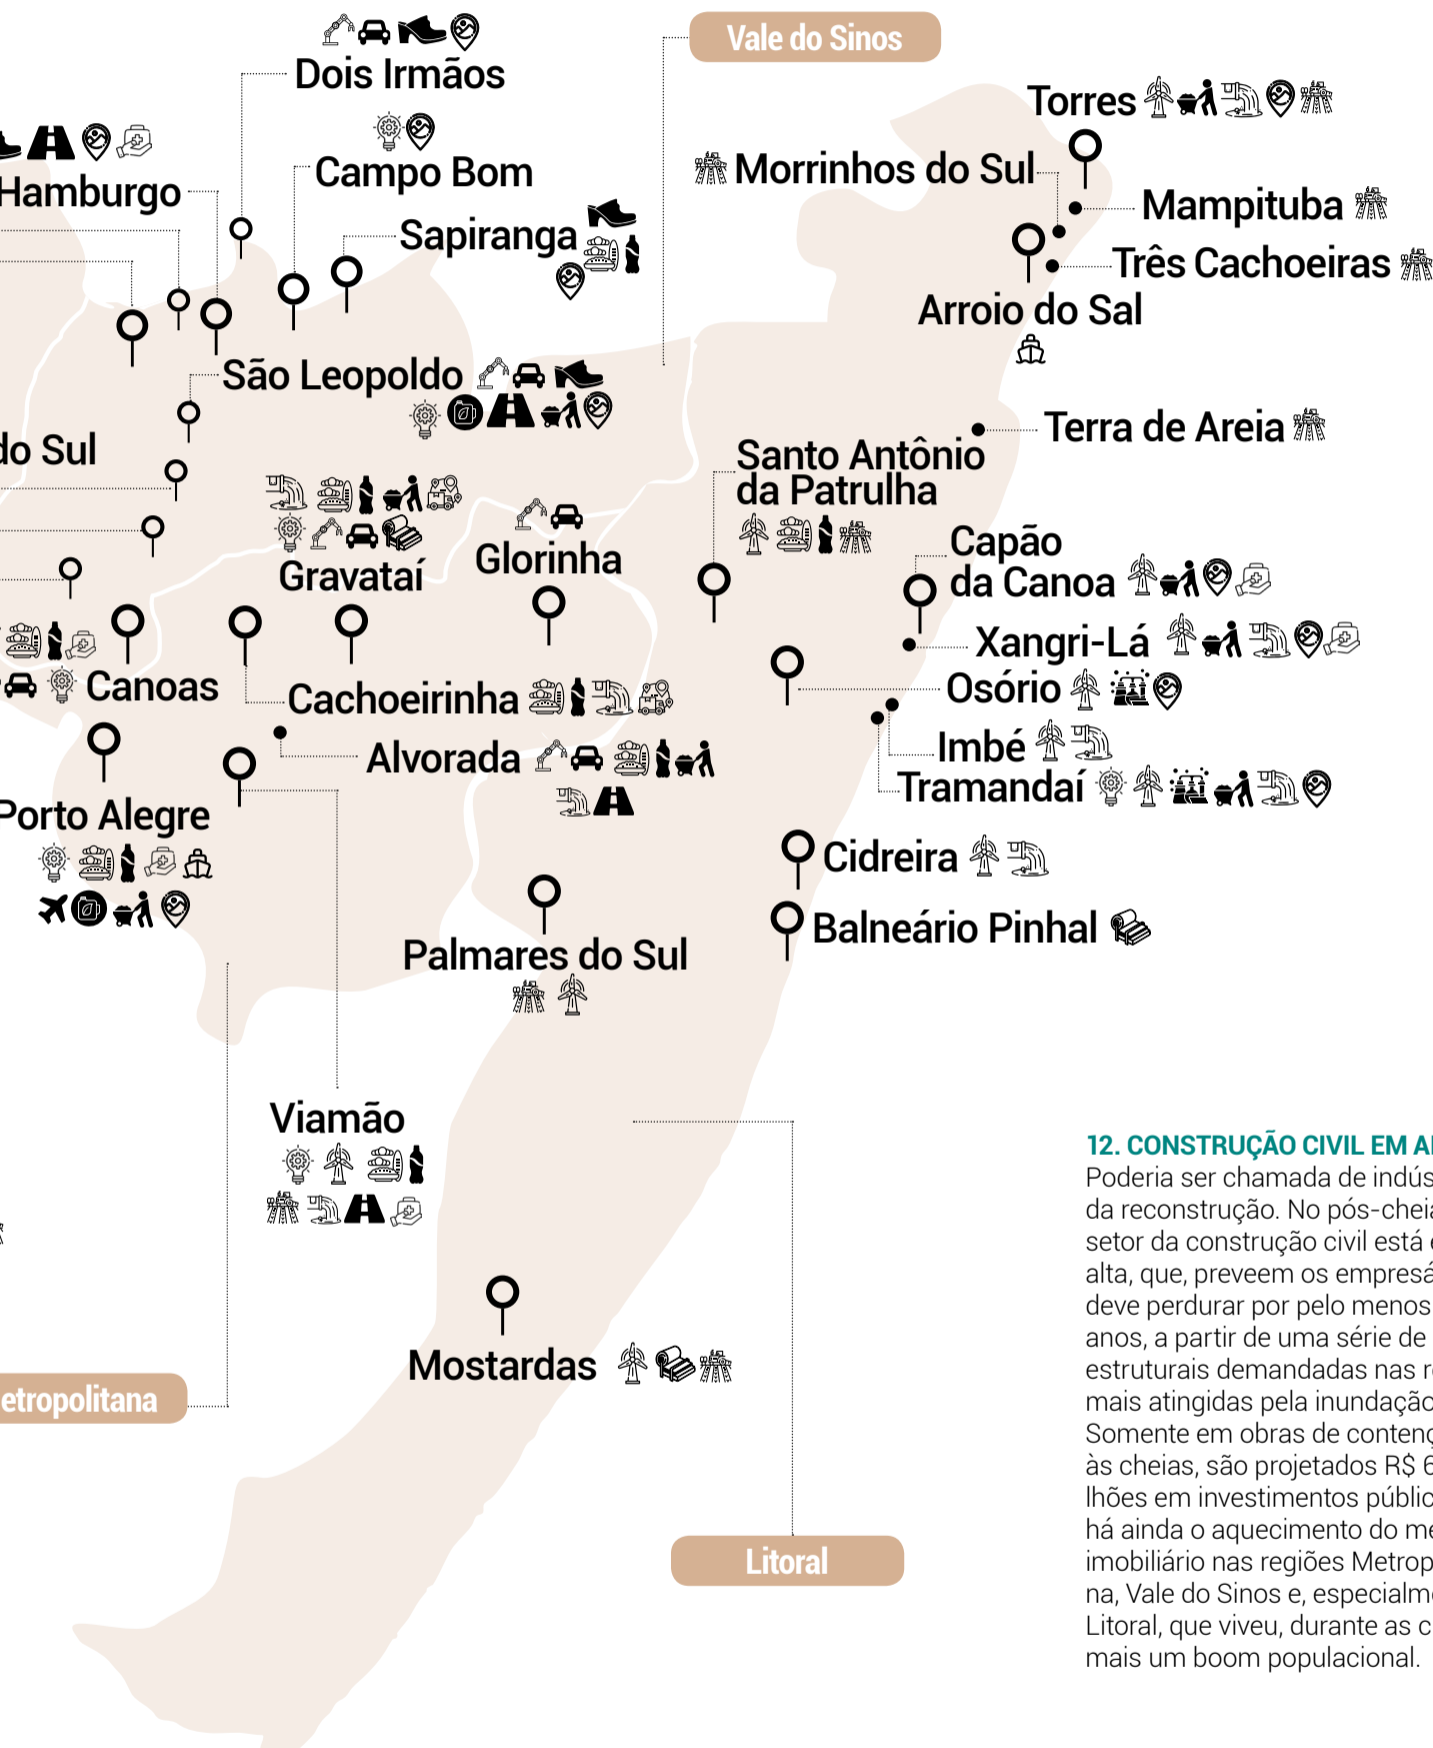 Vale do Sinos
Dois Irmãos
Torres
Campo Bom
Morrinhos do Sul
Hamburgo
Mampituba
Sapiranga
Três Cachoeiras
Arroio do Sal
São Leopoldo
Terra de Areia
do Sul
Santo Antônio
da Patrulha
Capão
da Canoa
Glorinha
Gravataí
Xangri-Lá
Canoas
Osório
Cachoeirinha
Imbé
Alvorada
Tramandaí
Porto Alegre
Cidreira
Balneário Pinhal
Palmares do Sul
Viamão
Mostardas
etropolitana
Litoral
12. CONSTRUÇÃO CIVIL EM
Poderia ser chamada de indús
da reconstrução. No pós-cheia
setor da construção civil está
alta, que, preveem os empresá
deve perdurar por pelo menos
anos, a partir de uma série de
estruturais demandadas nas
mais atingidas pela inundação
Somente em obras de contenç
às cheias, são projetados R$ 6
lhões em investimentos públic
há ainda o aquecimento do me
imobiliário nas regiões Metrop
na, Vale do Sinos e, especialm
Litoral, que viveu, durante as c
mais um boom populacional.